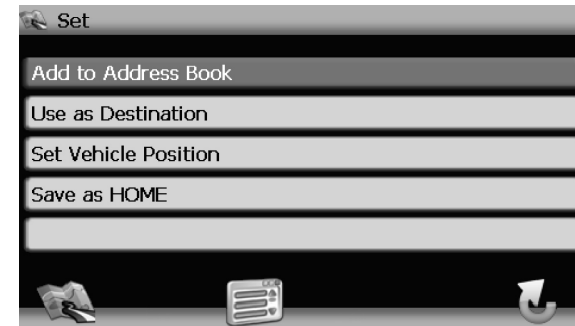 Set
Add to Address Book
Use as Destination
Set Vehicle Position
Save as HOME